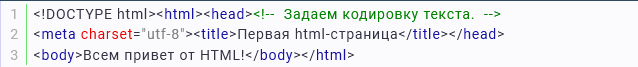 1 <!DOCTYPE html><html><head><!--  Задаем кодировку текста.  -->
2 <meta charset="utf-8"><title>Первая html-страница</title></head>
3 <body>Всем привет от HTML!</body></html>